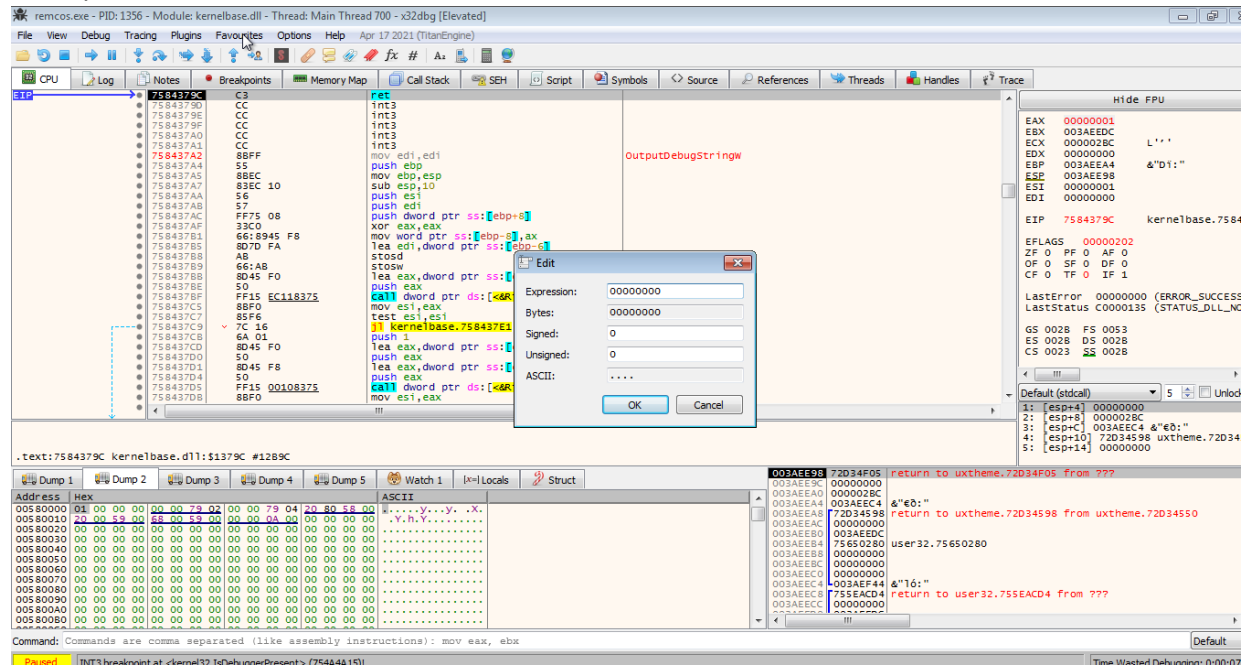 remcos.exe - PID: 1356 - Module: kernelbase.dll - Thread: Main Thread 700 - x32dbg [Elevated]
File View Debug Tracing Plugins Favourites Options Help Apr 17 2021 (TitanEngine)
CPU Log Notes Breakpoints Memory Map Call Stack SEH Script Symbols Source References Threads Handles Trace
EIP 7584379C C3 ret
7584379D CC int3
7584379E CC int3
7584379F CC int3
758437A0 CC int3
758437A1 CC int3
758437A2 8BFF mov edi,edi OutputDebugStringW
758437A4 55 push ebp
758437A5 8BEC mov ebp,esp
758437A7 83EC 10 sub esp,10
758437AA 56 push esi
758437AB 57 push edi
758437AC FF75 08 push dword ptr ss:[ebp+8]
758437AF 33C0 xor eax,eax
758437B1 66:8945 F8 mov word ptr ss:[ebp-8],ax
758437B5 8D7D FA lea edi,dword ptr ss:[ebp-6]
758437B8 AB stosd
758437B9 66:AB stosw
758437BB 8D45 F0 lea eax,dword ptr ss:[
758437BE 50 push eax
758437BF FF15 EC118375 call dword ptr ds:[<&R
758437C5 8BF0 mov esi,eax
758437C7 85F6 test esi,esi
758437C9 7C 16 jl kernelbase.758437E1
758437CB 6A 01 push 1
758437CD 8D45 F0 lea eax,dword ptr ss:[
758437D0 50 push eax
758437D1 8D45 F8 lea eax,dword ptr ss:[
758437D4 50 push eax
758437D5 FF15 00108375 call dword ptr ds:[<&R
758437DB 8BF0 mov esi,eax
Edit
Expression: 00000000
Bytes: 00000000
Signed: 0
Unsigned: 0
ASCII: ....
OK Cancel
Hide FPU
EAX 00000001
EBX 003AEEDC
ECX 000002BC L'ʼ'
EDX 00000000
EBP 003AEEA4 &"Dï:"
ESP 003AEE98
ESI 00000001
EDI 00000000
EIP 7584379C kernelbase.7584
EFLAGS 00000202
ZF 0 PF 0 AF 0
OF 0 SF 0 DF 0
CF 0 TF 0 IF 1
LastError 00000000 (ERROR_SUCCESS
LastStatus C0000135 (STATUS_DLL_NO
GS 002B FS 0053
ES 002B DS 002B
CS 0023 SS 002B
Default (stdcall) 5 Unlock
1: [esp+4] 00000000
2: [esp+8] 000002BC
3: [esp+C] 003AEEC4 &"€ð:"
4: [esp+10] 72D34598 uxtheme.72D34
5: [esp+14] 00000000
.text:7584379C kernelbase.dll:$1379C #12B9C
Dump 1 Dump 2 Dump 3 Dump 4 Dump 5 Watch 1 [x=] Locals Struct
Address Hex ASCII
00580000 01 00 00 00 00 00 79 02 00 00 79 04 20 80 58 00 ......y...y. .X.
00580010 20 00 59 00 68 00 59 00 00 00 0A 00 00 00 00 00 .Y.h.Y..........
00580020 00 00 00 00 00 00 00 00 00 00 00 00 00 00 00 00 ................
00580030 00 00 00 00 00 00 00 00 00 00 00 00 00 00 00 00 ................
00580040 00 00 00 00 00 00 00 00 00 00 00 00 00 00 00 00 ................
00580050 00 00 00 00 00 00 00 00 00 00 00 00 00 00 00 00 ................
00580060 00 00 00 00 00 00 00 00 00 00 00 00 00 00 00 00 ................
00580070 00 00 00 00 00 00 00 00 00 00 00 00 00 00 00 00 ................
00580080 00 00 00 00 00 00 00 00 00 00 00 00 00 00 00 00 ................
00580090 00 00 00 00 00 00 00 00 00 00 00 00 00 00 00 00 ................
005800A0 00 00 00 00 00 00 00 00 00 00 00 00 00 00 00 00 ................
005800B0 00 00 00 00 00 00 00 00 00 00 00 00 00 00 00 00 ................
003AEE98 72D34F05 return to uxtheme.72D34F05 from ???
003AEE9C 00000000
003AEEA0 000002BC
003AEEA4 003AEEC4 &"€ð:"
003AEEA8 72D34598 return to uxtheme.72D34598 from uxtheme.72D34550
003AEEAC 00000000
003AEEB0 003AEEDC
003AEEB4 75650280 user32.75650280
003AEEB8 00000000
003AEEBC 00000000
003AEEC0 00000000
003AEEC4 003AEF44 &"ló:"
003AEEC8 755EACD4 return to user32.755EACD4 from ???
003AEECC 00000000
Command: Commands are comma separated (like assembly instructions): mov eax, ebx
Default
Paused INT3 breakpoint at <kernel32.IsDebuggerPresent> (754A4A15)!
Time Wasted Debugging: 0:00:07